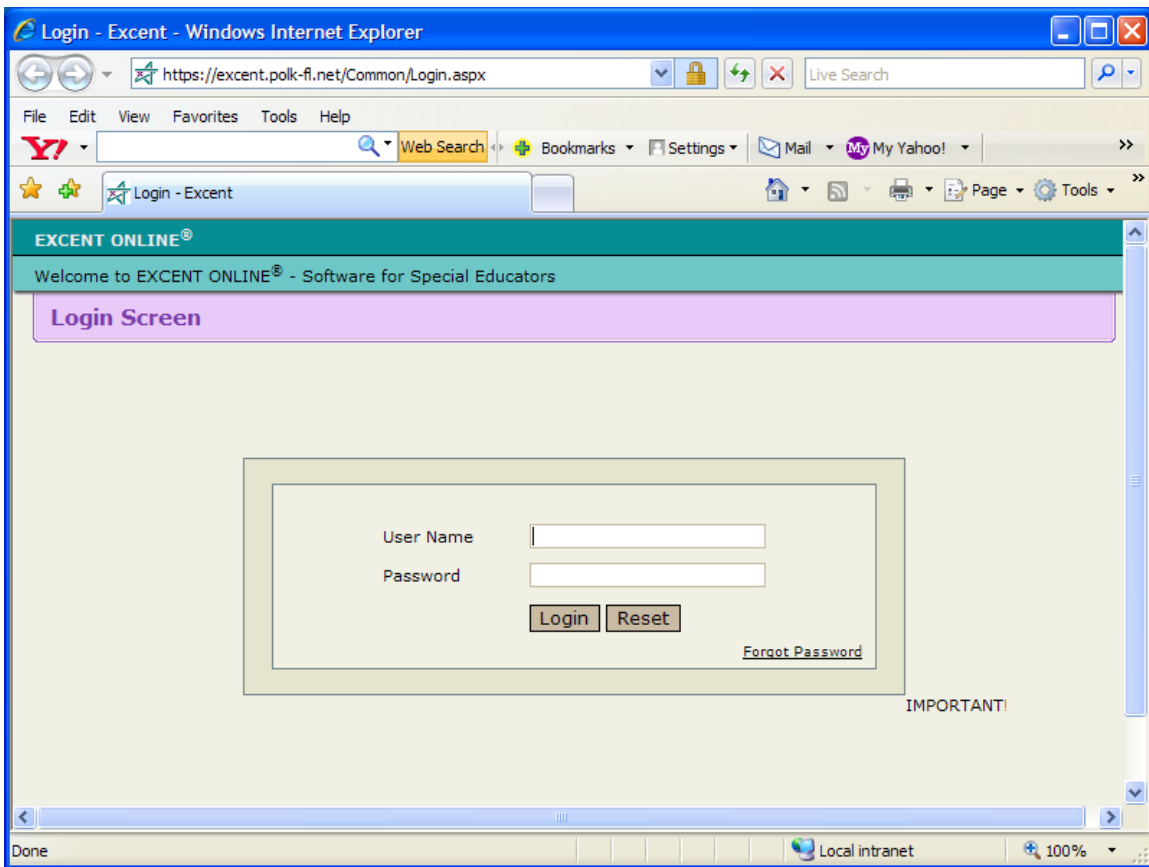 Login - Excent - Windows Internet Explorer
https://excent.polk-fl.net/Common/Login.aspx Live Search
File Edit View Favorites Tools Help
Y! Web Search Bookmarks Settings Mail My My Yahoo! »
Login - Excent Page Tools »
EXCENT ONLINE®
Welcome to EXCENT ONLINE® - Software for Special Educators
Login Screen
User Name
Password
Login Reset
Forgot Password
IMPORTANT!
Done Local intranet 100%